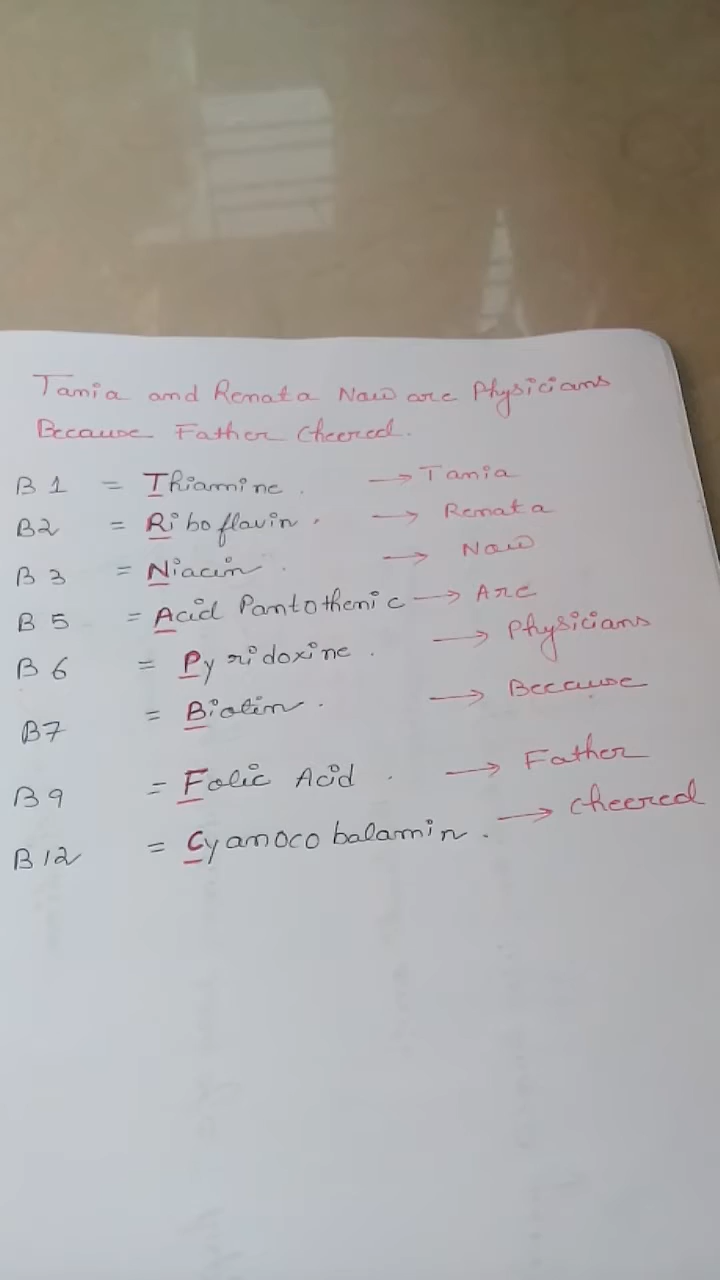 Tania and Renata Now are Physicians
Because Father Cheered.
B1 = Thiamine. → Tania
B2 = Riboflavin. → Renata
B3 = Niacin. → Now
B5 = Acid Pantothenic → Are
B6 = Pyridoxine. → Physicians
B7 = Biotin. → Because
B9 = Folic Acid. → Father
B12 = Cyanocobalamin. → Cheered